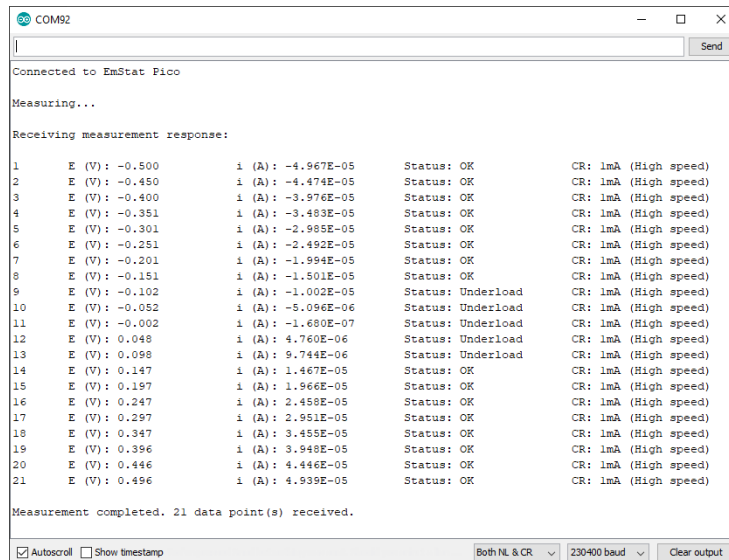 COM92
Send
Connected to EmStat Pico
Measuring...
Receiving measurement response:
1 E (V): -0.500 i (A): -4.967E-05 Status: OK CR: 1mA (High speed)
2 E (V): -0.450 i (A): -4.474E-05 Status: OK CR: 1mA (High speed)
3 E (V): -0.400 i (A): -3.976E-05 Status: OK CR: 1mA (High speed)
4 E (V): -0.351 i (A): -3.483E-05 Status: OK CR: 1mA (High speed)
5 E (V): -0.301 i (A): -2.985E-05 Status: OK CR: 1mA (High speed)
6 E (V): -0.251 i (A): -2.492E-05 Status: OK CR: 1mA (High speed)
7 E (V): -0.201 i (A): -1.994E-05 Status: OK CR: 1mA (High speed)
8 E (V): -0.151 i (A): -1.501E-05 Status: OK CR: 1mA (High speed)
9 E (V): -0.102 i (A): -1.002E-05 Status: Underload CR: 1mA (High speed)
10 E (V): -0.052 i (A): -5.096E-06 Status: Underload CR: 1mA (High speed)
11 E (V): -0.002 i (A): -1.680E-07 Status: Underload CR: 1mA (High speed)
12 E (V): 0.048 i (A): 4.760E-06 Status: Underload CR: 1mA (High speed)
13 E (V): 0.098 i (A): 9.744E-06 Status: Underload CR: 1mA (High speed)
14 E (V): 0.147 i (A): 1.467E-05 Status: OK CR: 1mA (High speed)
15 E (V): 0.197 i (A): 1.966E-05 Status: OK CR: 1mA (High speed)
16 E (V): 0.247 i (A): 2.458E-05 Status: OK CR: 1mA (High speed)
17 E (V): 0.297 i (A): 2.951E-05 Status: OK CR: 1mA (High speed)
18 E (V): 0.347 i (A): 3.455E-05 Status: OK CR: 1mA (High speed)
19 E (V): 0.396 i (A): 3.948E-05 Status: OK CR: 1mA (High speed)
20 E (V): 0.446 i (A): 4.446E-05 Status: OK CR: 1mA (High speed)
21 E (V): 0.496 i (A): 4.939E-05 Status: OK CR: 1mA (High speed)
Measurement completed. 21 data point(s) received.
Autoscroll Show timestamp Both NL & CR 230400 baud Clear output